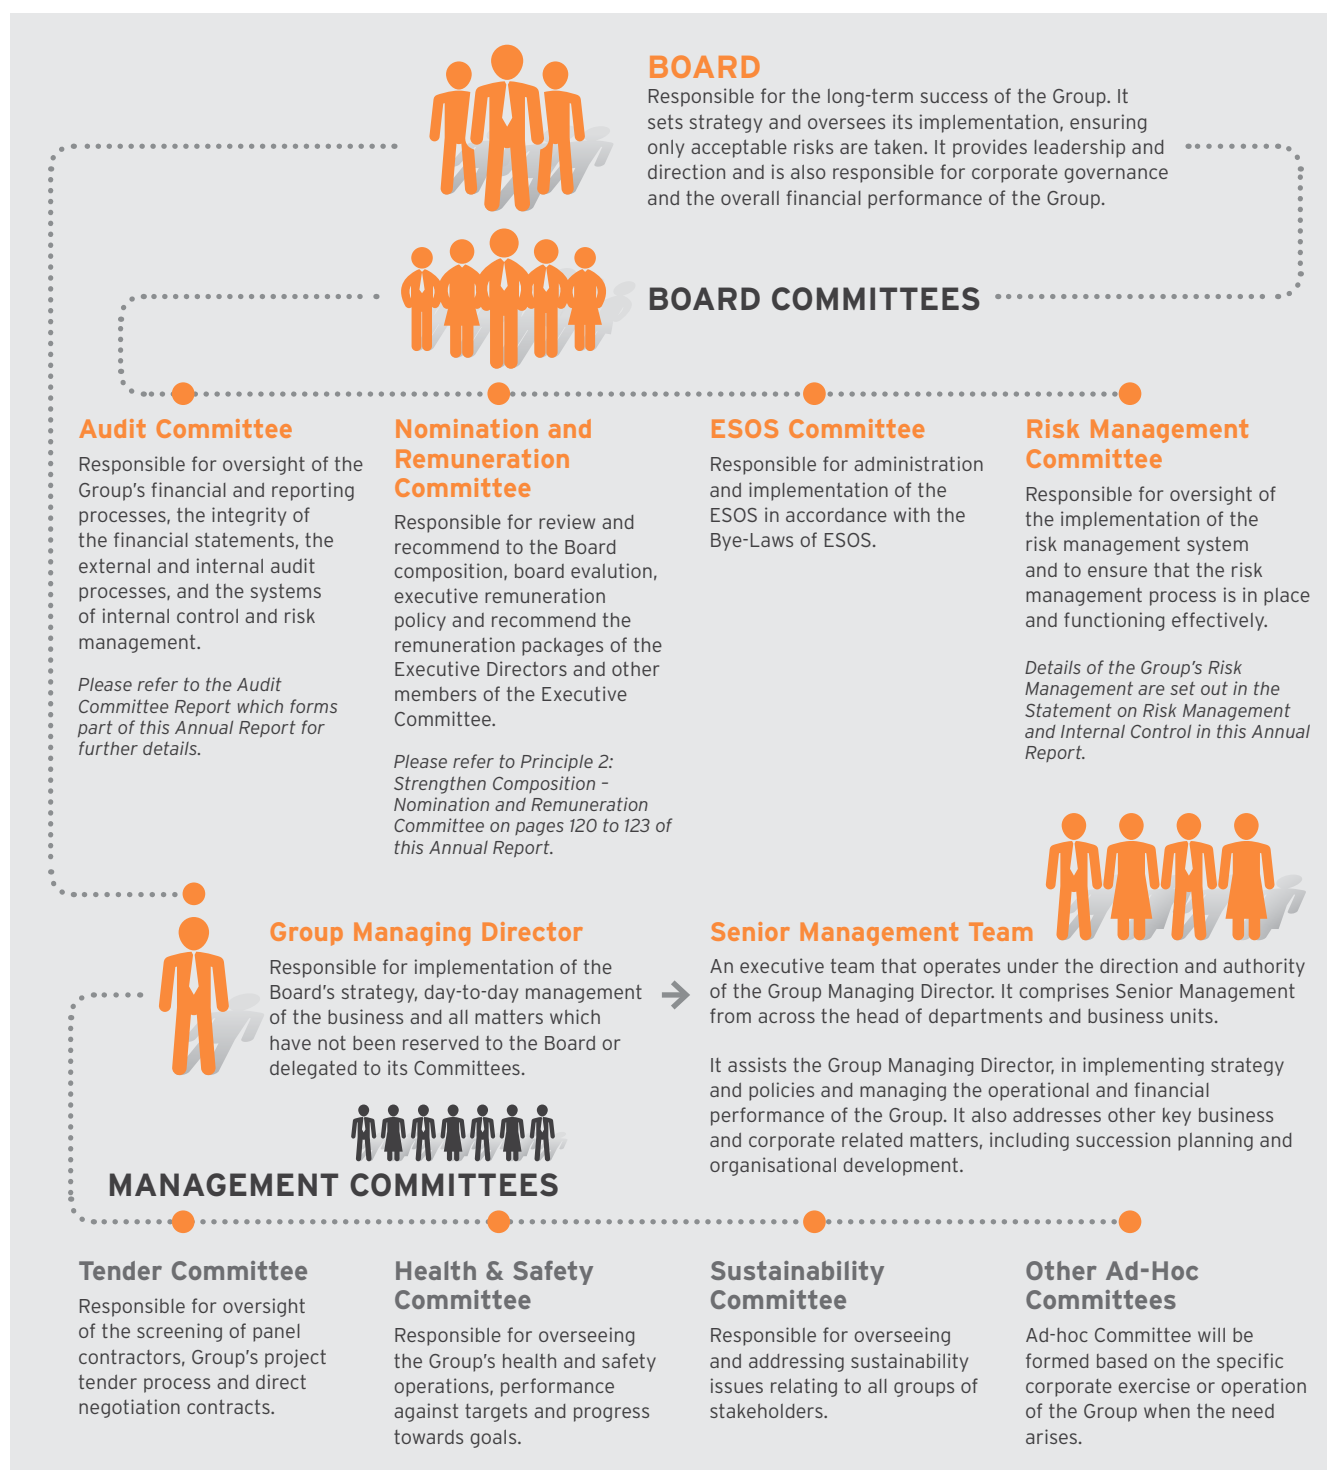 BOARD
Responsible for the long-term success of the Group. It
sets strategy and oversees its implementation, ensuring
only acceptable risks are taken. It provides leadership and
direction and is also responsible for corporate governance
and the overall financial performance of the Group.
BOARD COMMITTEES
Audit Committee
Responsible for oversight of the
Group's financial and reporting
processes, the integrity of
the financial statements, the
external and internal audit
processes, and the systems
of internal control and risk
management.
Please refer to the Audit
Committee Report which forms
part of this Annual Report for
further details.
Nomination and
Remuneration
Committee
Responsible for review and
recommend to the Board
composition, board evalution,
executive remuneration
policy and recommend the
remuneration packages of the
Executive Directors and other
members of the Executive
Committee.
Please refer to Principle 2:
Strengthen Composition –
Nomination and Remuneration
Committee on pages 120 to 123 of
this Annual Report.
ESOS Committee
Responsible for administration
and implementation of the
ESOS in accordance with the
Bye-Laws of ESOS.
Risk Management
Committee
Responsible for oversight of
the implementation of the
risk management system
and to ensure that the risk
management process is in place
and functioning effectively.
Details of the Group's Risk
Management are set out in the
Statement on Risk Management
and Internal Control in this Annual
Report.
Group Managing Director
Responsible for implementation of the
Board's strategy, day-to-day management
of the business and all matters which
have not been reserved to the Board or
delegated to its Committees.
Senior Management Team
An executive team that operates under the direction and authority
of the Group Managing Director. It comprises Senior Management
from across the head of departments and business units.
It assists the Group Managing Director, in implementing strategy
and policies and managing the operational and financial
performance of the Group. It also addresses other key business
and corporate related matters, including succession planning and
organisational development.
MANAGEMENT COMMITTEES
Tender Committee
Responsible for oversight
of the screening of panel
contractors, Group's project
tender process and direct
negotiation contracts.
Health & Safety
Committee
Responsible for overseeing
the Group's health and safety
operations, performance
against targets and progress
towards goals.
Sustainability
Committee
Responsible for overseeing
and addressing sustainability
issues relating to all groups of
stakeholders.
Other Ad-Hoc
Committees
Ad-hoc Committee will be
formed based on the specific
corporate exercise or operation
of the Group when the need
arises.